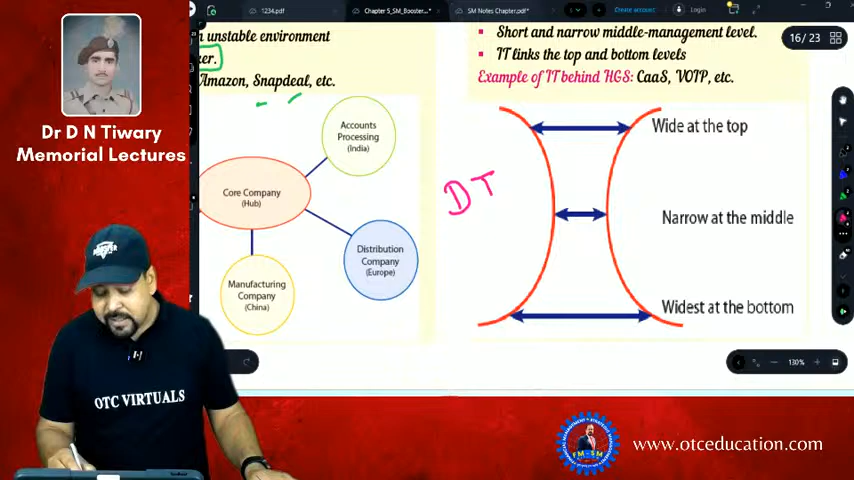 1234.pdf
Chapter 5_SM_Booster...*
SM Notes Chapter.pdf*
Create account
Login
16/23
n unstable environment
Amazon, Snapdeal, etc.
Short and narrow middle-management level.
IT links the top and bottom levels
Example of IT behind HGS: CaaS, VOIP, etc.
Dr D N Tiwary
Memorial Lectures
Accounts
Processing
(India)
Core Company
(Hub)
Distribution
Company
(Europe)
Manufacturing
Company
(China)
DT
Wide at the top
Narrow at the middle
Widest at the bottom
130%
OTC VIRTUALS
FM-SM
www.otceducation.com